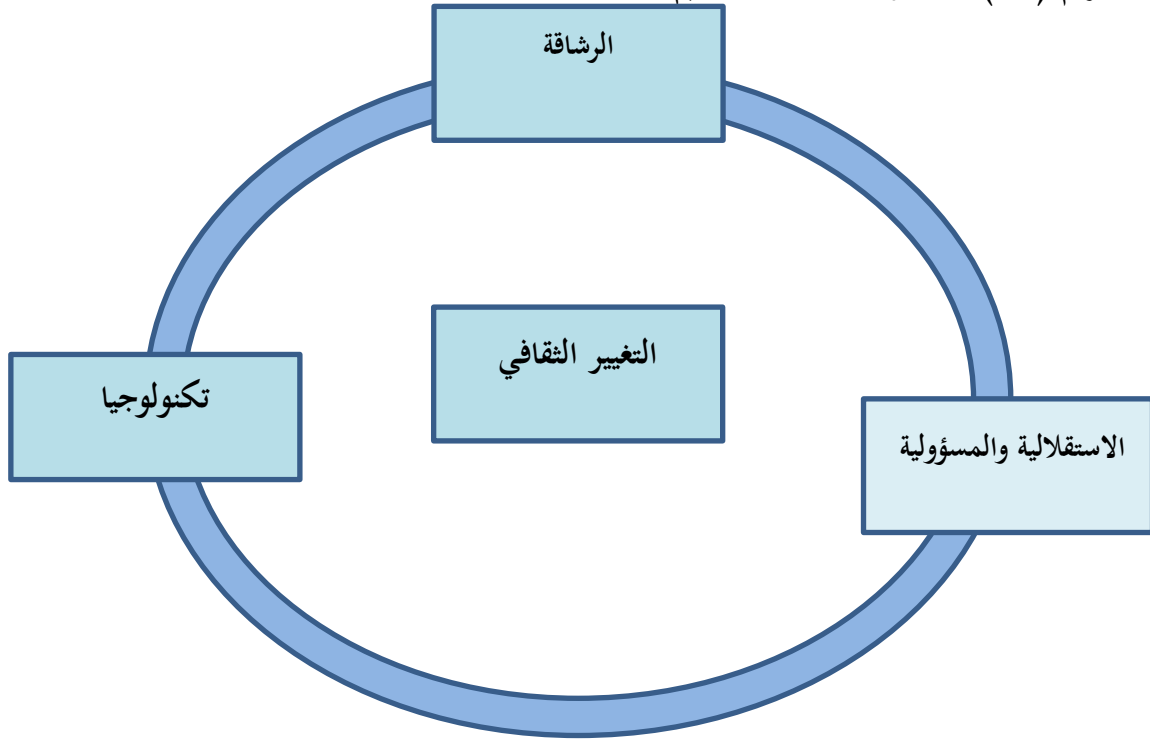 الرشاقة
التغيير الثقافي
تكنولوجيا
الاستقلالية والمسؤولية